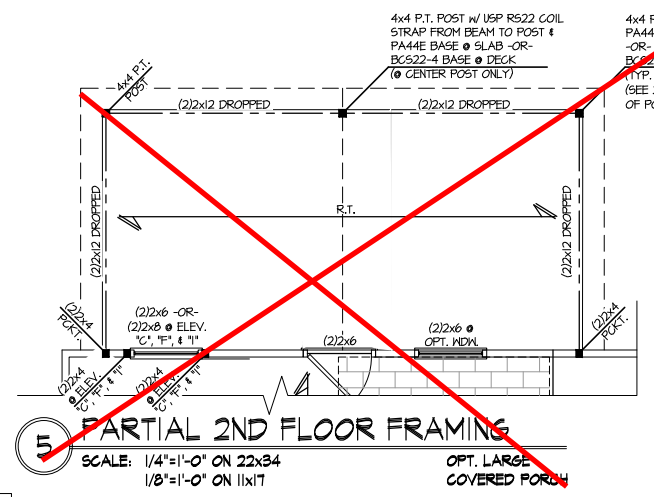 4x4 P.T. POST W/ USP RS22 COIL
STRAP FROM BEAM TO POST &
PA44E BASE @ SLAB -OR-
BCS22-4 BASE @ DECK
(@ CENTER POST ONLY)
4x4 P
PA44
-OR-
(TYP.
(SEE
OF PO
4x4 P.T.
POST
(2)2x12 DROPPED
(2)2x12 DROPPED
(2)2x12 DROPPED
R.T.
(2)2x12 DROPPED
(2)2x4
PCKT.
(2)2x6 -OR-
(2)2x8 @ ELEV.
"C", "F", & "I"
(2)2x6
(2)2x6 @
OPT. WDW.
(2)2x4
PCKT.
(2)2x4
@ ELEV.
"C", "F", & "I"
(2)2x4
@ ELEV.
"C", "F", & "I"
5
PARTIAL 2ND FLOOR FRAMING
SCALE: 1/4"=1'-0" ON 22x34
1/8"=1'-0" ON 11x17
OPT. LARGE
COVERED PORCH